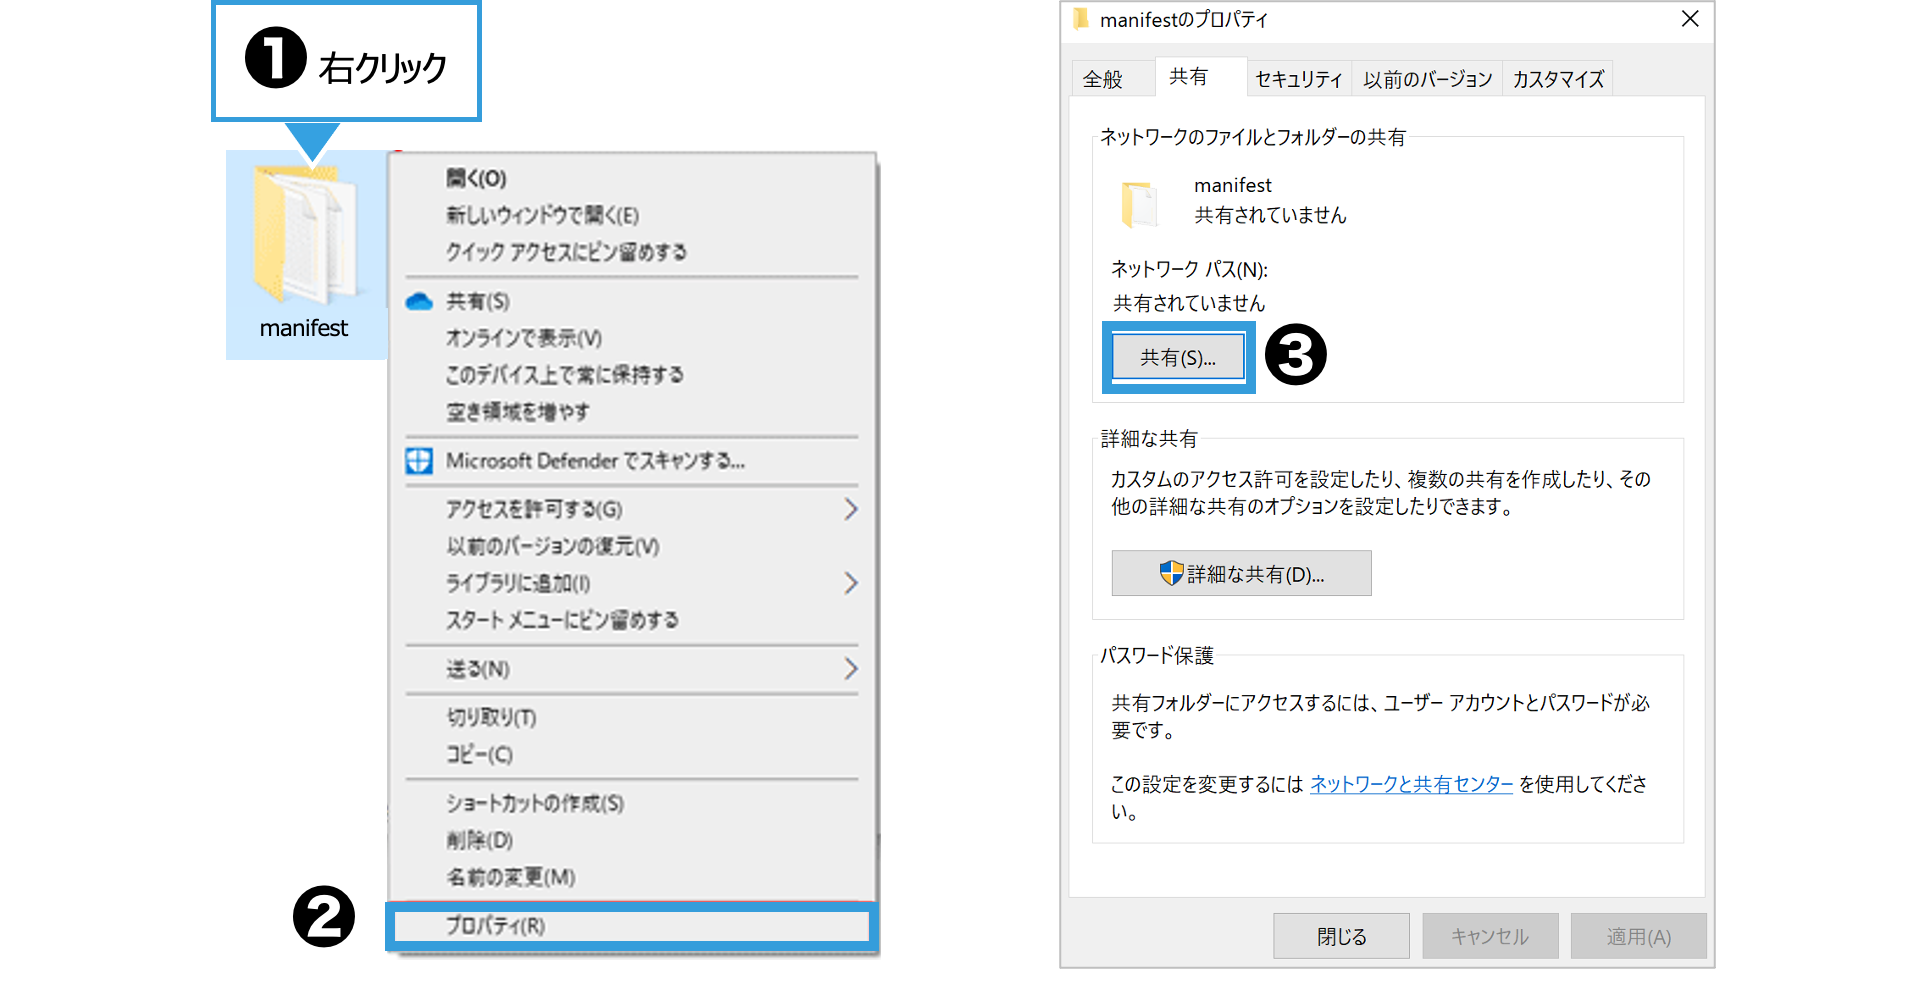 ❶ 右クリック
manifest
開く(O)
新しいウィンドウで開く(E)
クイック アクセスにピン留めする
共有(S)
オンラインで表示(V)
このデバイス上で常に保持する
空き領域を増やす
Microsoft Defender でスキャンする...
アクセスを許可する(G)
以前のバージョンの復元(V)
ライブラリに追加(I)
スタート メニューにピン留めする
送る(N)
切り取り(T)
コピー(C)
ショートカットの作成(S)
削除(D)
名前の変更(M)
❷
プロパティ(R)
manifestのプロパティ
全般 共有 セキュリティ 以前のバージョン カスタマイズ
ネットワークのファイルとフォルダーの共有
manifest
共有されていません
ネットワーク パス(N):
共有されていません
共有(S)... ❸
詳細な共有
カスタムのアクセス許可を設定したり、複数の共有を作成したり、その
他の詳細な共有のオプションを設定したりできます。
詳細な共有(D)...
パスワード保護
共有フォルダーにアクセスするには、ユーザー アカウントとパスワードが必
要です。
この設定を変更するには ネットワークと共有センター を使用してくださ
い。
閉じる キャンセル 適用(A)